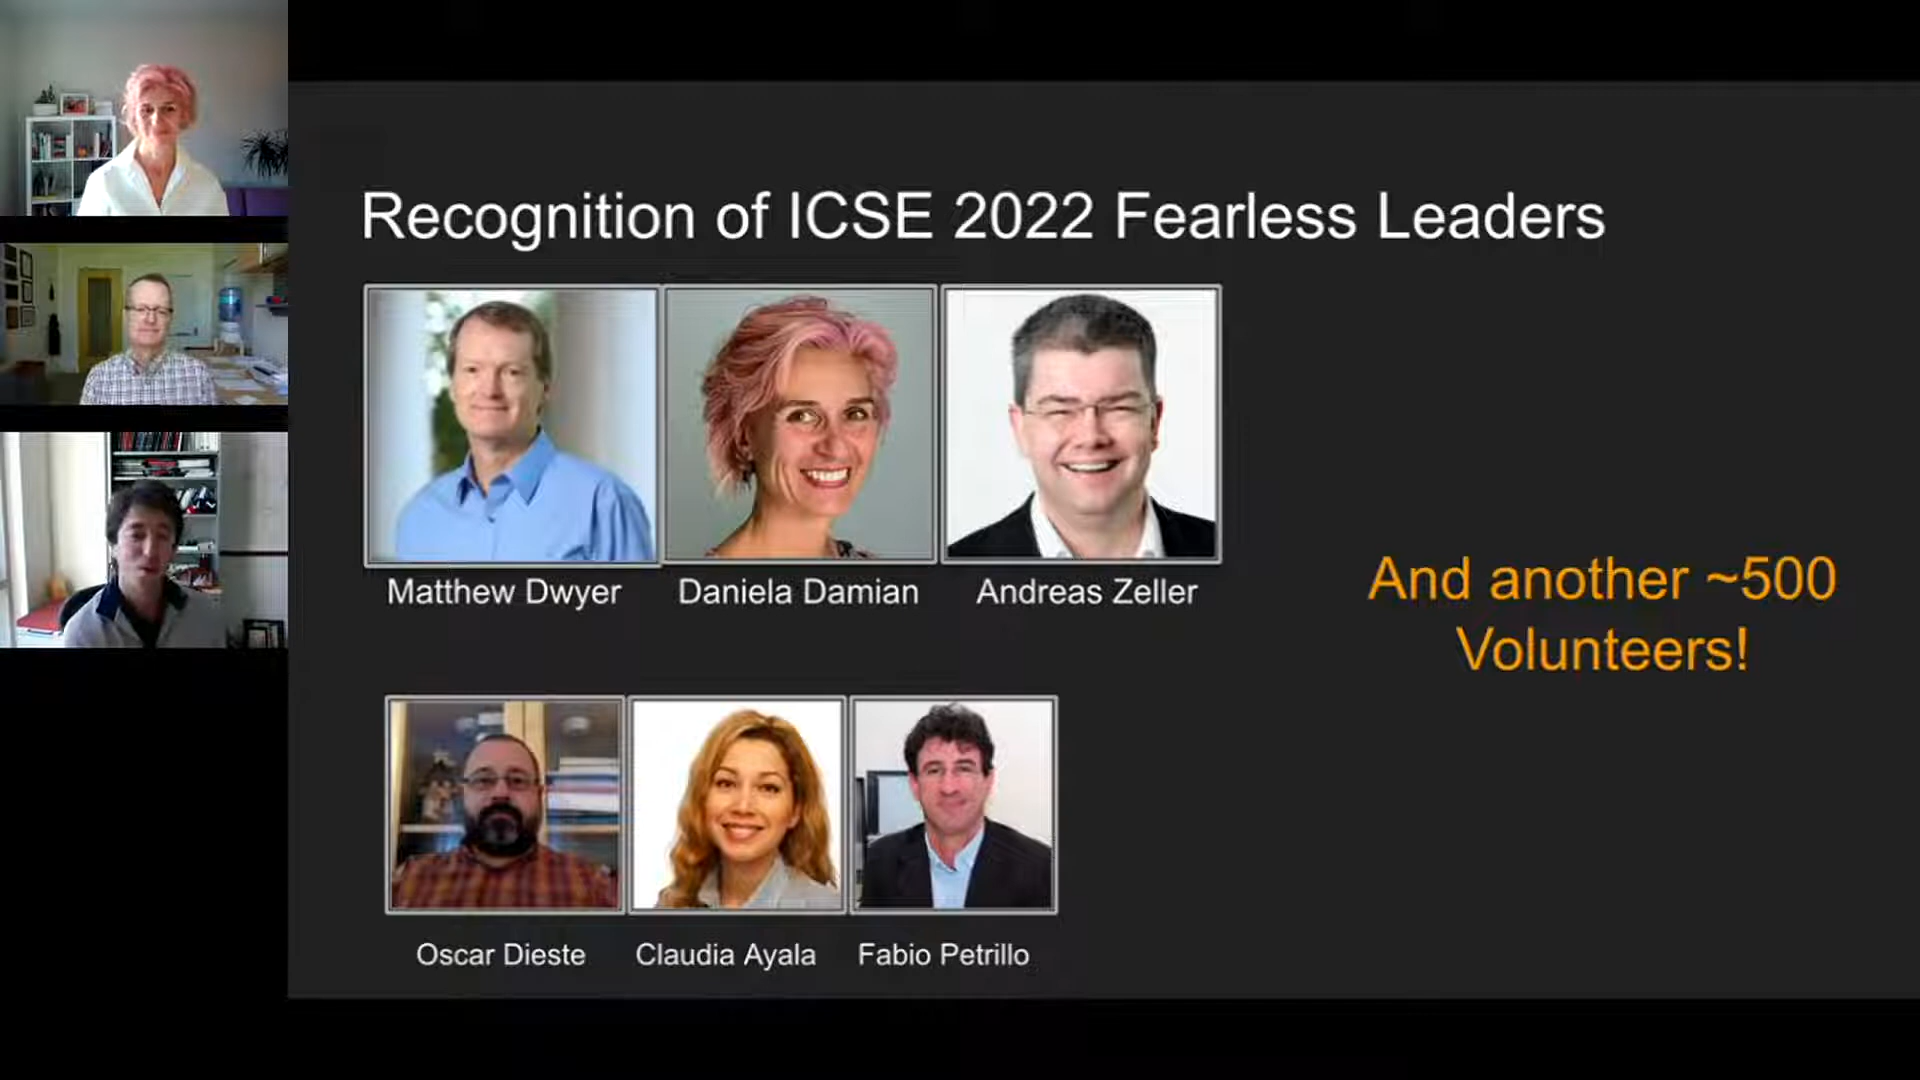 Recognition of ICSE 2022 Fearless Leaders
Matthew Dwyer
Daniela Damian
Andreas Zeller
And another ~500
Volunteers!
Oscar Dieste
Claudia Ayala
Fabio Petrillo